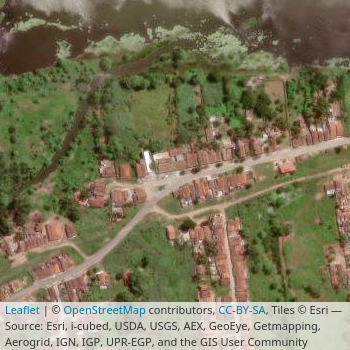 Leaflet | © OpenStreetMap contributors, CC-BY-SA, Tiles © Esri —
Source: Esri, i-cubed, USDA, USGS, AEX, GeoEye, Getmapping,
Aerogrid, IGN, IGP, UPR-EGP, and the GIS User Community